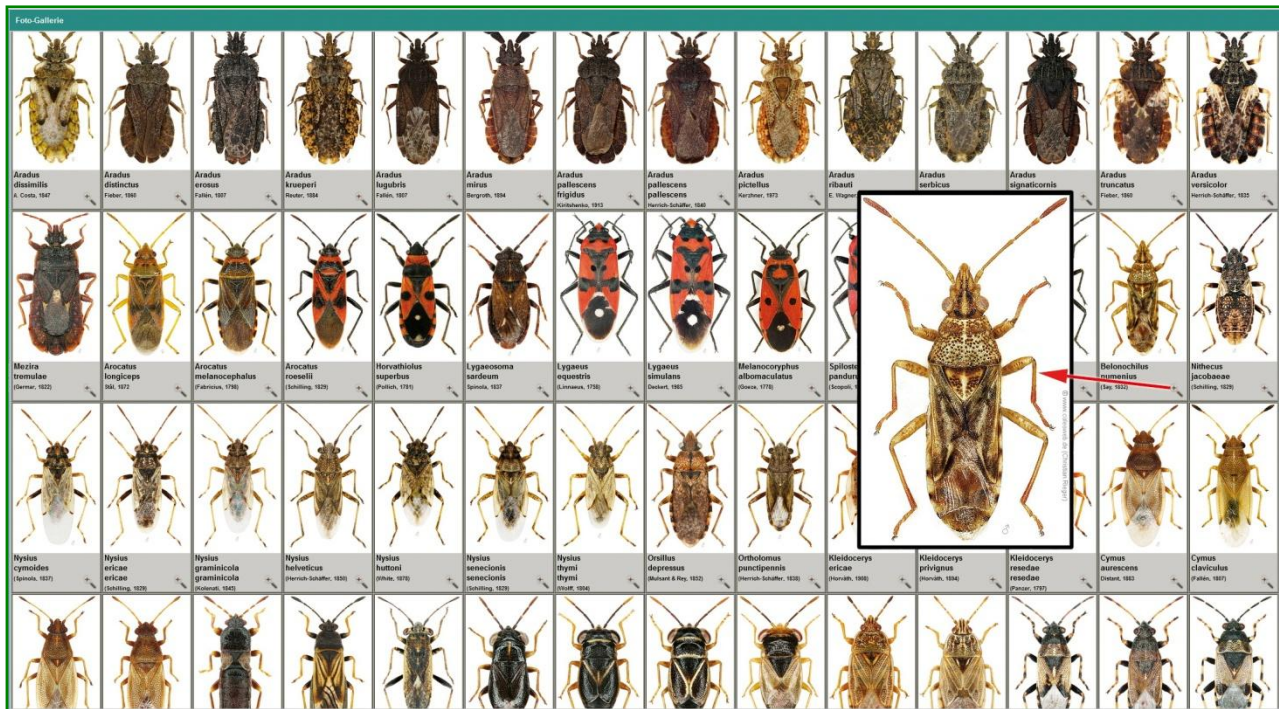 Foto-Gallerie
Aradus
dissimilis
A. Costa, 1847
Aradus
distinctus
Fieber, 1860
Aradus
erosus
Fallén, 1807
Aradus
krueperi
Reuter, 1884
Aradus
lugubris
Fallén, 1807
Aradus
mirus
Bergroth, 1894
Aradus
pallescens
frigidus
Kiritshenko, 1913
Aradus
pallescens
pallescens
Herrich-Schäffer, 1840
Aradus
pictellus
Kerzhner, 1973
Aradus
ribauti
E. Wagner,
Aradus
serbicus
Aradus
signaticornis
Aradus
truncatus
Fieber, 1860
Aradus
versicolor
Herrich-Schäffer, 1835
Mezira
tremulae
(Germar, 1822)
Arocatus
longiceps
Stål, 1872
Arocatus
melanocephalus
(Fabricius, 1798)
Arocatus
roeselii
(Schilling, 1829)
Horvathiolus
superbus
(Pollich, 1781)
Lygaeosoma
sardeum
Spinola, 1837
Lygaeus
equestris
(Linnaeus, 1758)
Lygaeus
simulans
Deckert, 1985
Melanocoryphus
albomaculatus
(Goeze, 1778)
Spiloste
pandur
(Scopoli,
Belonochilus
numenius
(Say, 1832)
Nithecus
jacobaeae
(Schilling, 1829)
Nysius
cymoides
(Spinola, 1837)
Nysius
ericae
ericae
(Schilling, 1829)
Nysius
graminicola
graminicola
(Kolenati, 1845)
Nysius
helveticus
(Herrich-Schäffer, 1850)
Nysius
huttoni
(White, 1878)
Nysius
senecionis
senecionis
(Schilling, 1829)
Nysius
thymi
thymi
(Wolff, 1804)
Orsillus
depressus
(Mulsant & Rey, 1852)
Ortholomus
punctipennis
(Herrich-Schäffer, 1838)
Kleidocerys
ericae
(Horváth, 1908)
Kleidocerys
privignus
(Horváth, 1894)
Kleidocerys
resedae
resedae
(Panzer, 1797)
Cymus
aurescens
Distant, 1883
Cymus
claviculus
(Fallén, 1807)